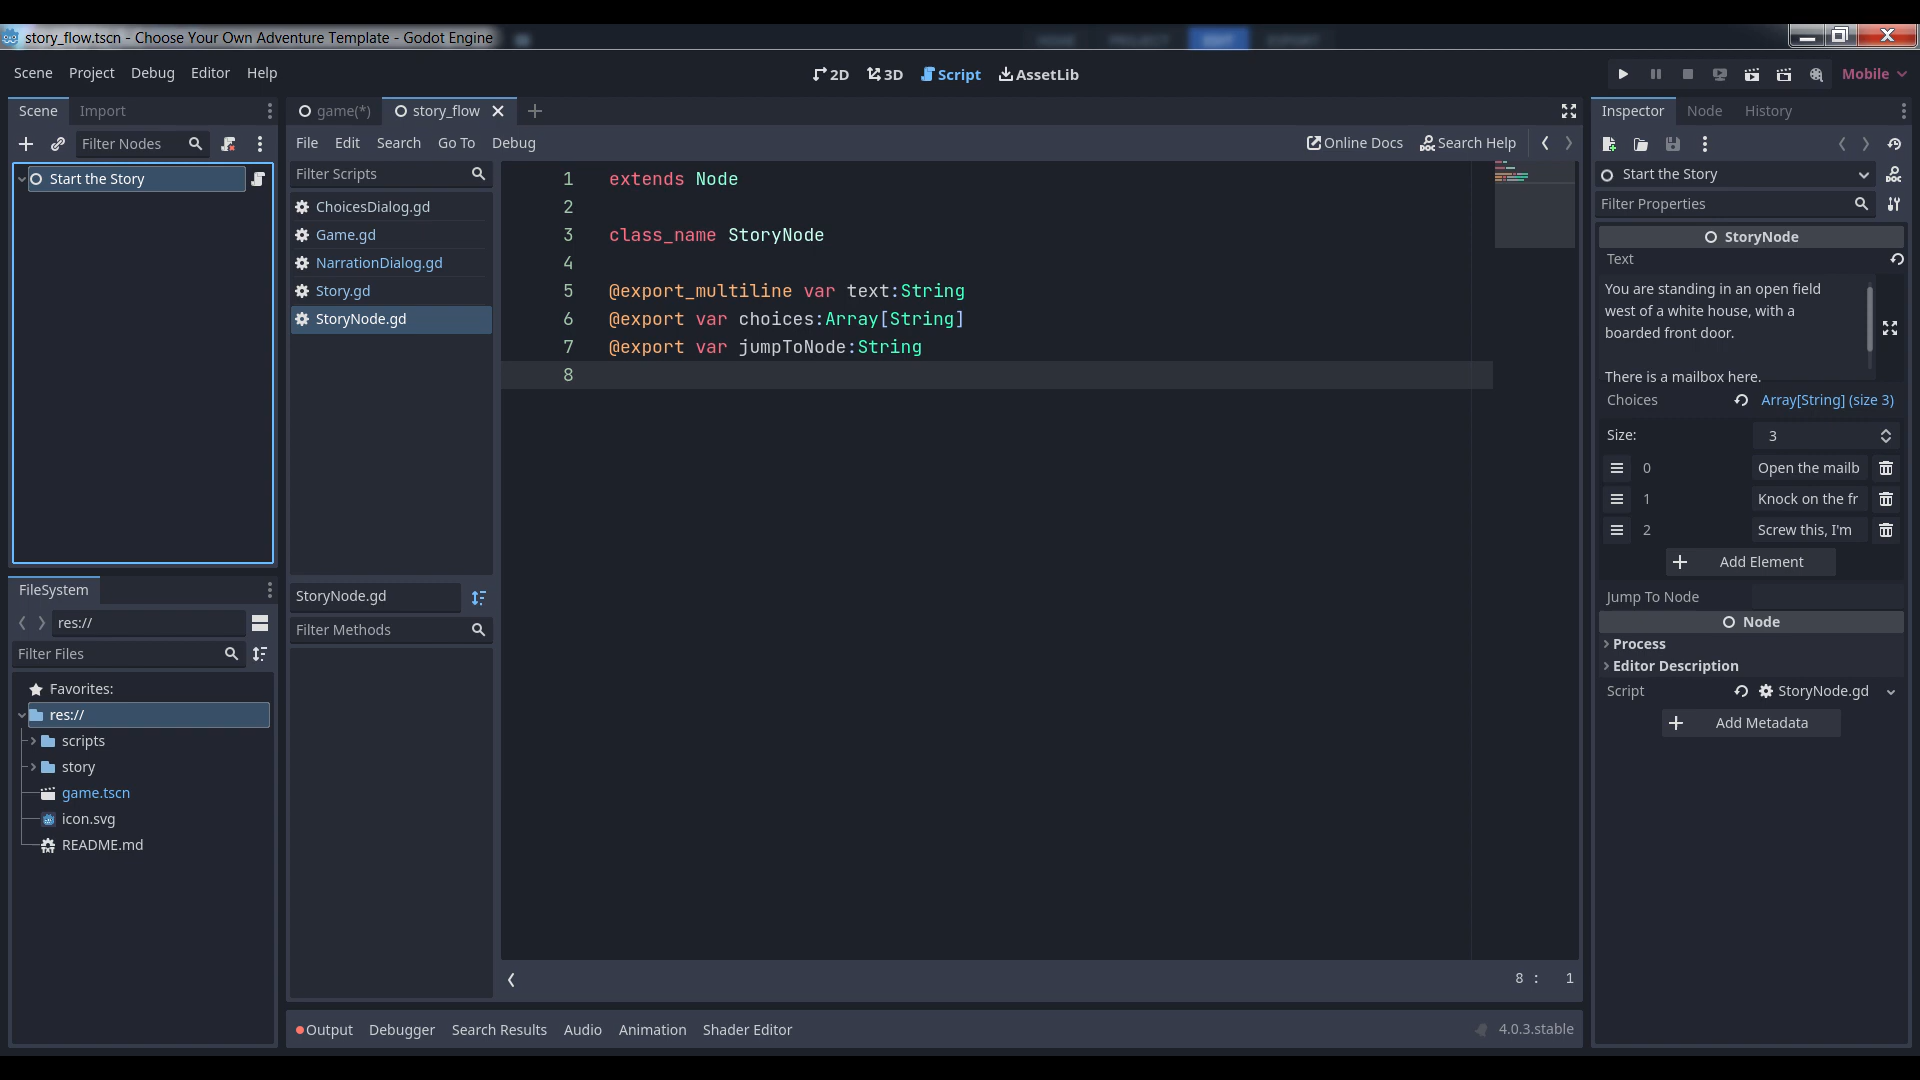 story_flow.tscn - Choose Your Own Adventure Template - Godot Engine
Scene Project Debug Editor Help
2D 3D Script AssetLib
Mobile
Scene Import
game(*) story_flow
Inspector Node History
Filter Nodes
File Edit Search Go To Debug
Online Docs Search Help
Start the Story
Filter Scripts
ChoicesDialog.gd
Game.gd
NarrationDialog.gd
Story.gd
StoryNode.gd
StoryNode.gd
Filter Methods
1 extends Node
2
3 class_name StoryNode
4
5 @export_multiline var text:String
6 @export var choices:Array[String]
7 @export var jumpToNode:String
8
8 : 1
Start the Story
Filter Properties
StoryNode
Text
You are standing in an open field
west of a white house, with a
boarded front door.
There is a mailbox here.
Choices Array[String] (size 3)
Size: 3
0 Open the mailb
1 Knock on the fr
2 Screw this, I'm
Add Element
Jump To Node
Node
Process
Editor Description
Script StoryNode.gd
Add Metadata
FileSystem
res://
Filter Files
Favorites:
res://
scripts
story
game.tscn
icon.svg
README.md
Output Debugger Search Results Audio Animation Shader Editor
4.0.3.stable